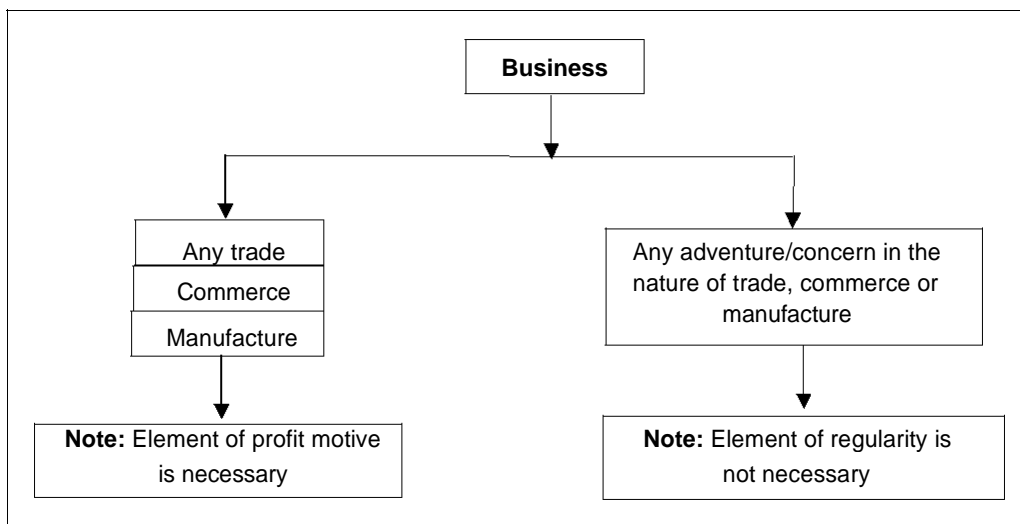 Business
Any trade
Commerce
Manufacture
Note: Element of profit motive
is necessary
Any adventure/concern in the
nature of trade, commerce or
manufacture
Note: Element of regularity is
not necessary